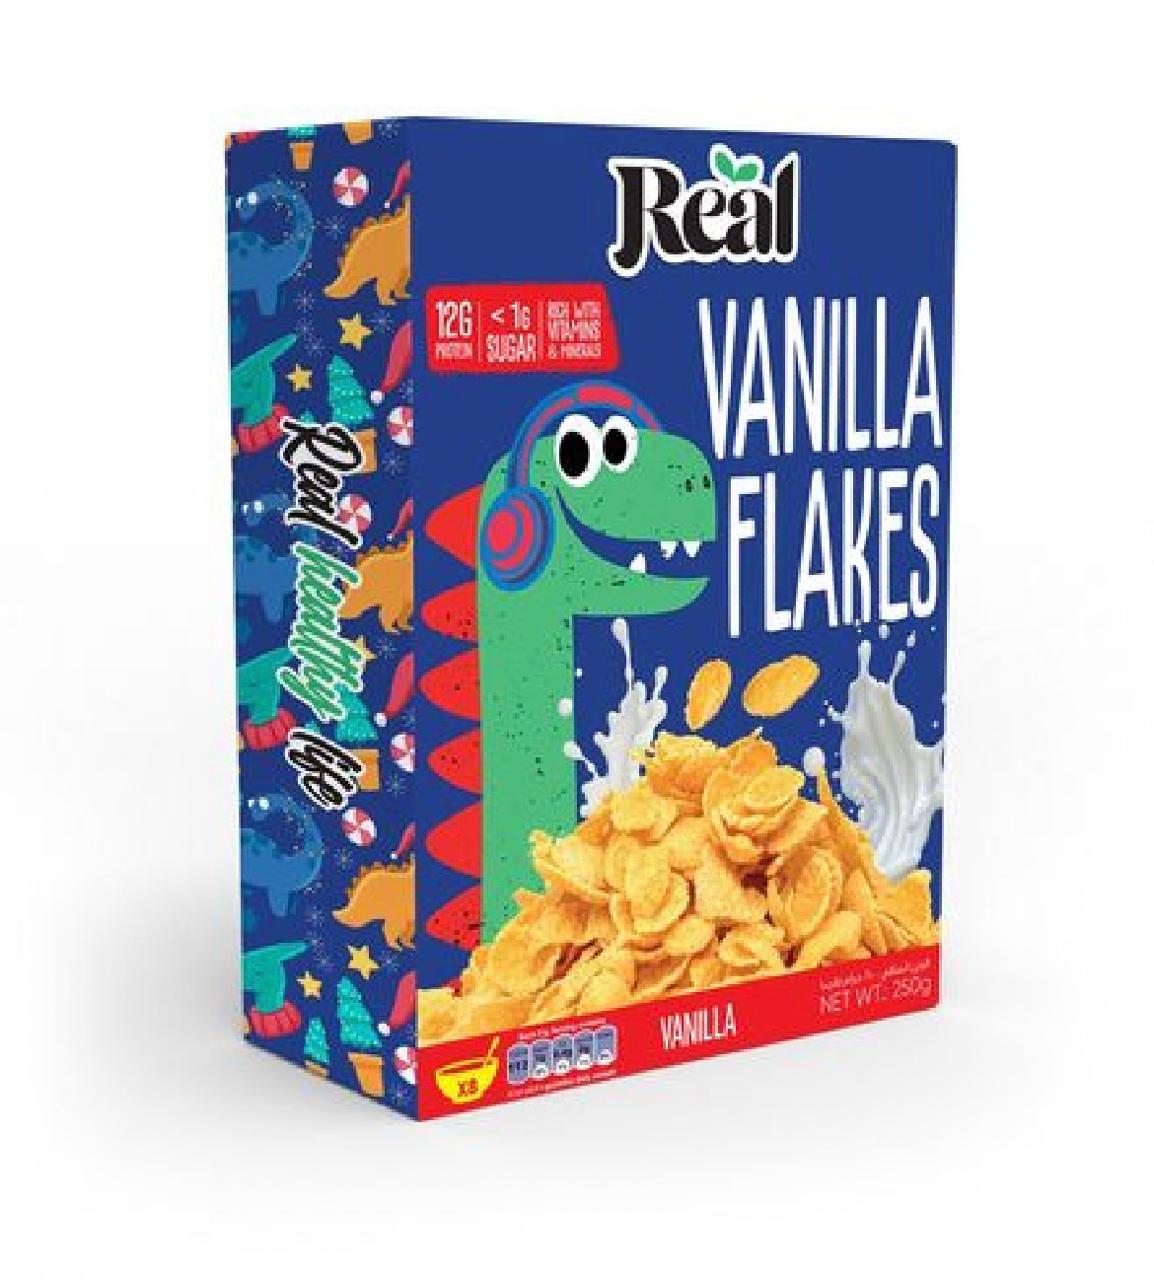 Real
12G
PROTEIN
< 1G
SUGAR
RICH WITH
VITAMINS
& MINERALS
VANILLA
FLAKES
Real healthy life
VANILLA
NET WT. 250g
X8